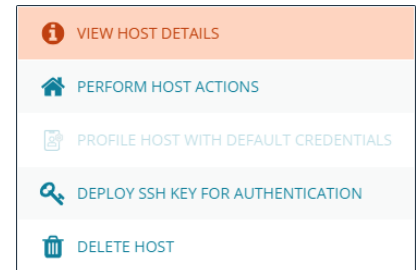 VIEW HOST DETAILS
PERFORM HOST ACTIONS
PROFILE HOST WITH DEFAULT CREDENTIALS
DEPLOY SSH KEY FOR AUTHENTICATION
DELETE HOST